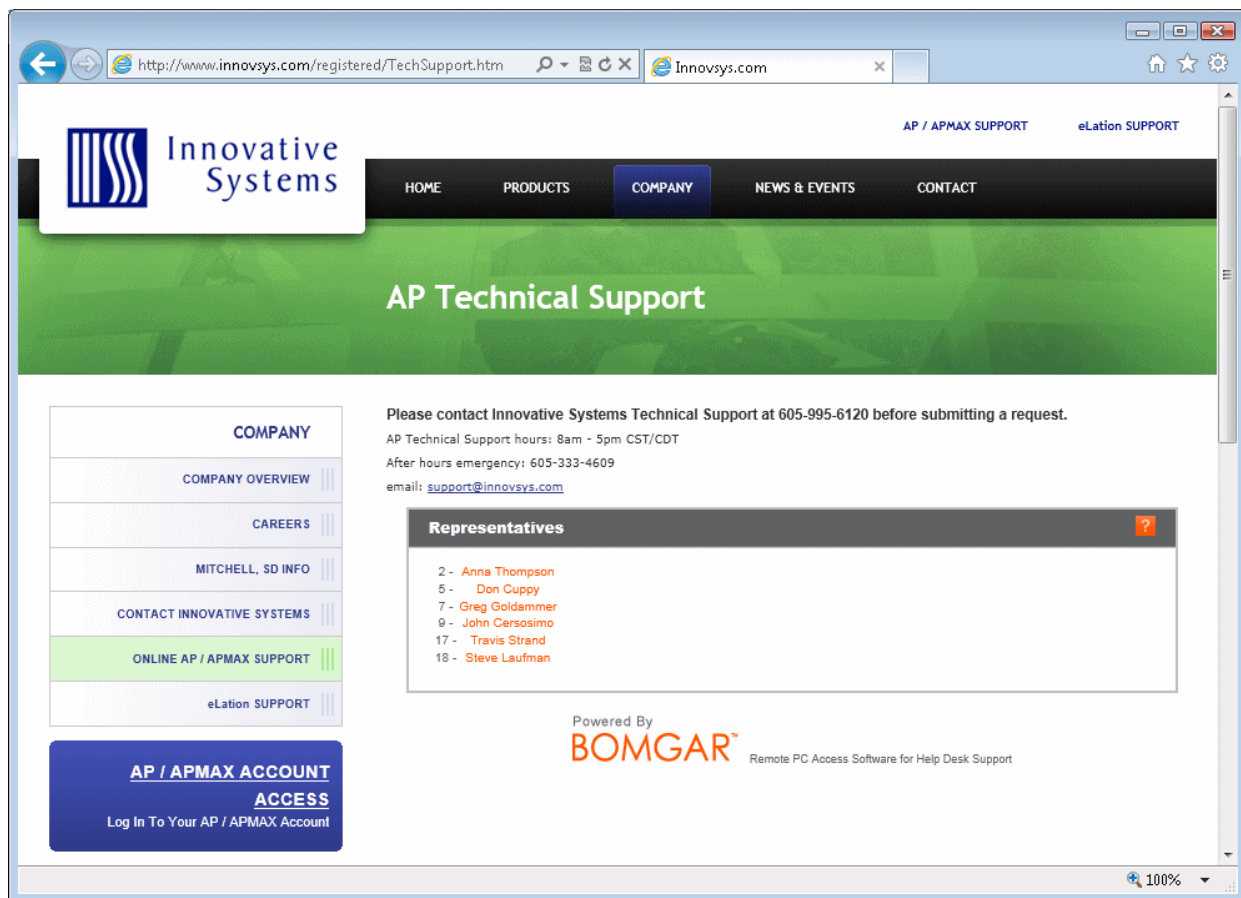 http://www.innovsys.com/registered/TechSupport.htm
Innovsys.com
AP / APMAX SUPPORT
eLation SUPPORT
Innovative
Systems
HOME
PRODUCTS
COMPANY
NEWS & EVENTS
CONTACT
AP Technical Support
COMPANY
COMPANY OVERVIEW
CAREERS
MITCHELL, SD INFO
CONTACT INNOVATIVE SYSTEMS
ONLINE AP / APMAX SUPPORT
eLation SUPPORT
AP / APMAX ACCOUNT
ACCESS
Log In To Your AP / APMAX Account
Please contact Innovative Systems Technical Support at 605-995-6120 before submitting a request.
AP Technical Support hours: 8am - 5pm CST/CDT
After hours emergency: 605-333-4609
email: support@innovsys.com
Representatives
?
2 - Anna Thompson
5 - Don Cuppy
7 - Greg Goldammer
9 - John Cersosimo
17 - Travis Strand
18 - Steve Laufman
Powered By
BOMGAR™
Remote PC Access Software for Help Desk Support
100%